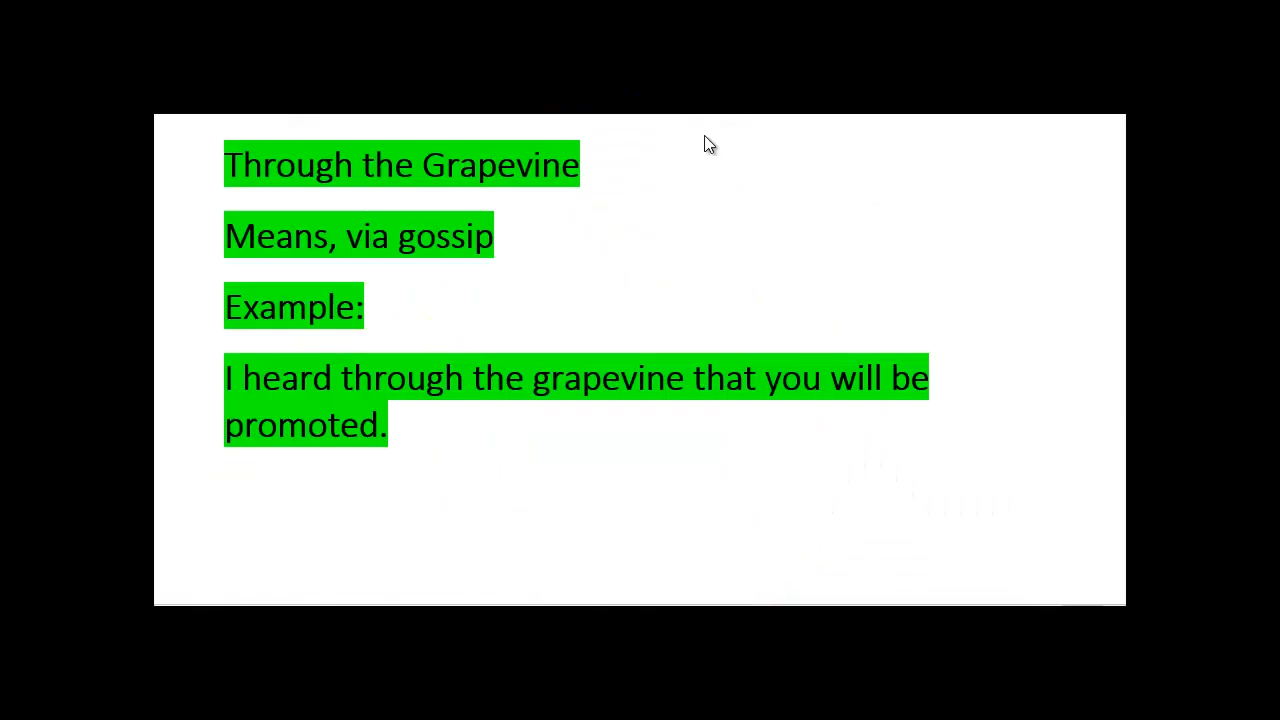 Through the Grapevine
Means, via gossip
Example:
I heard through the grapevine that you will be
promoted.